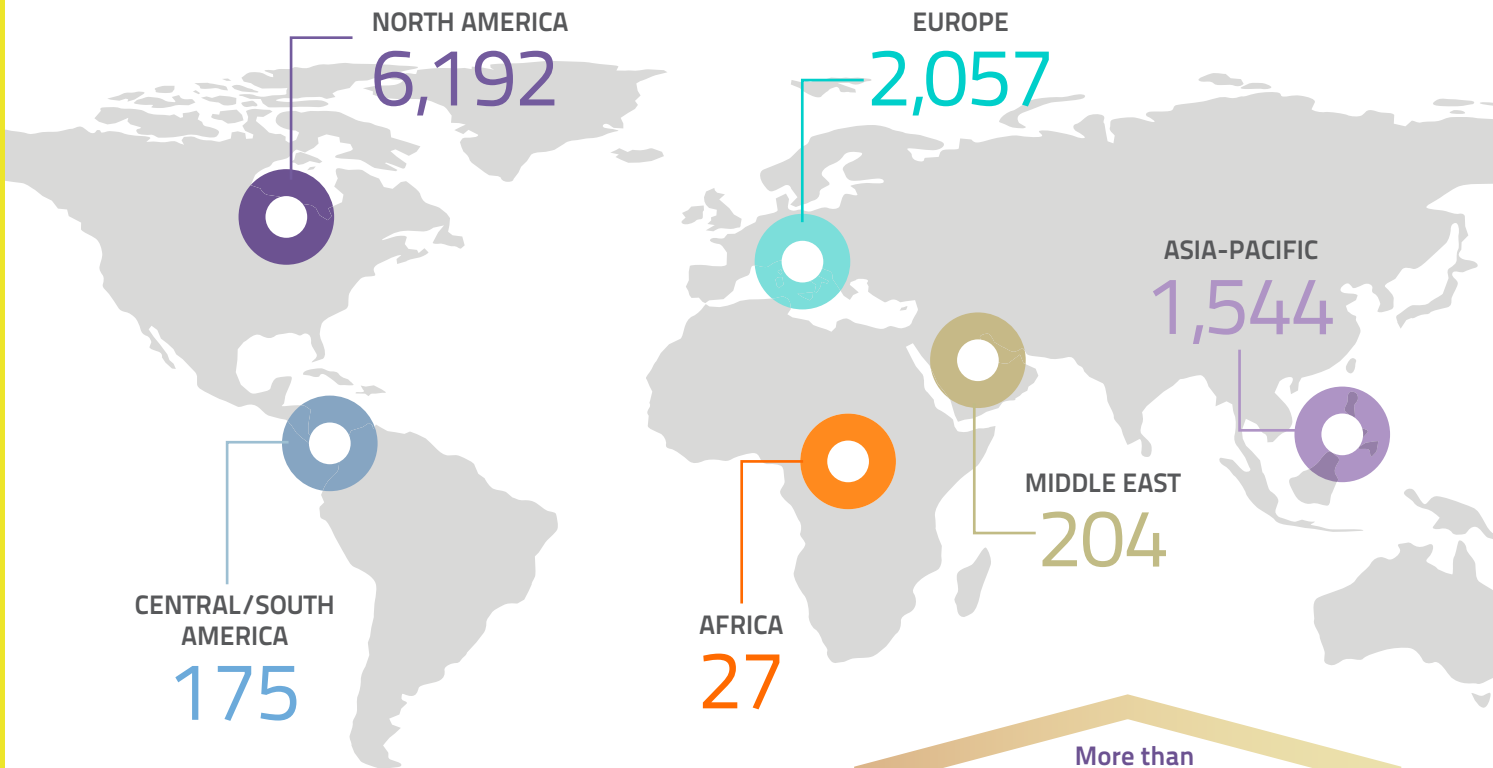 NORTH AMERICA
6,192
EUROPE
2,057
ASIA-PACIFIC
1,544
MIDDLE EAST
204
CENTRAL/SOUTH
AMERICA
175
AFRICA
27
More than